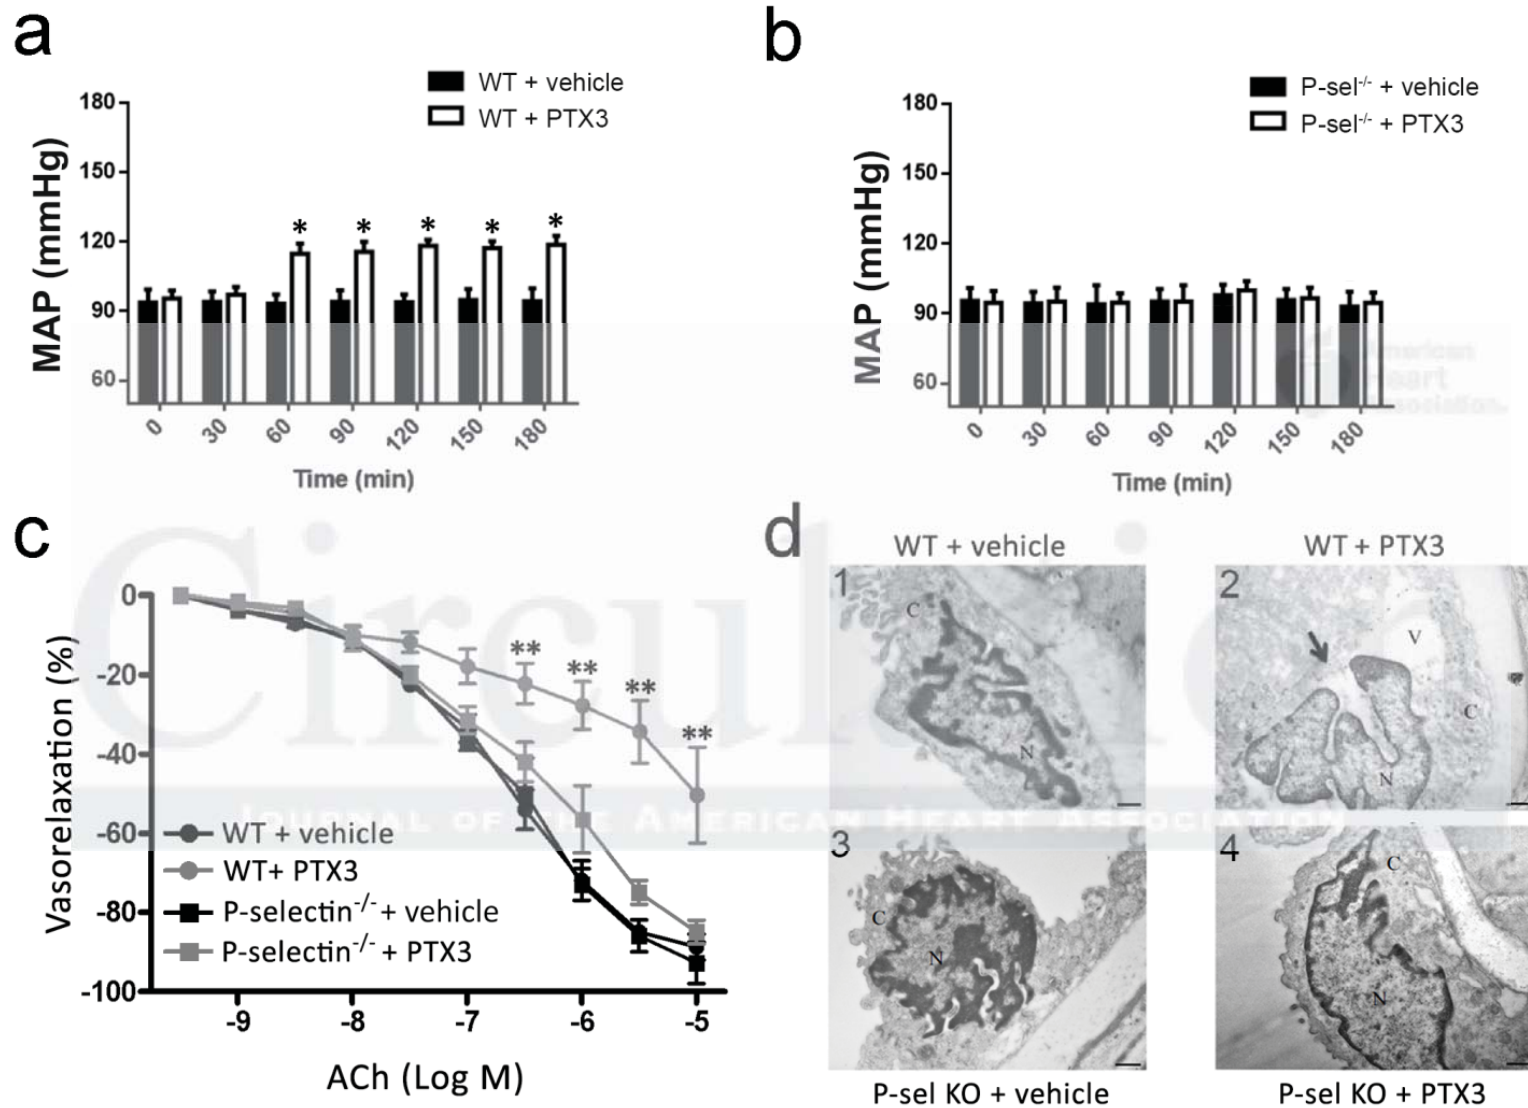 a
WT + vehicle
WT + PTX3
MAP (mmHg)
180
150
120
90
60
* * * * *
0 30 60 90 120 150 180
Time (min)
b
P-sel-/- + vehicle
P-sel-/- + PTX3
MAP (mmHg)
180
150
120
90
60
0 30 60 90 120 150 180
Time (min)
American
Heart
Association
Circulation
JOURNAL OF THE AMERICAN HEART ASSOCIATION
c
Vasorelaxation (%)
0
-20
-40
-60
-80
-100
** ** ** **
WT + vehicle
WT+ PTX3
P-selectin-/- + vehicle
P-selectin-/- + PTX3
-9 -8 -7 -6 -5
ACh (Log M)
d
WT + vehicle
1
C
N
WT + PTX3
2
V
C
N
3
C
N
P-sel KO + vehicle
4
C
N
P-sel KO + PTX3